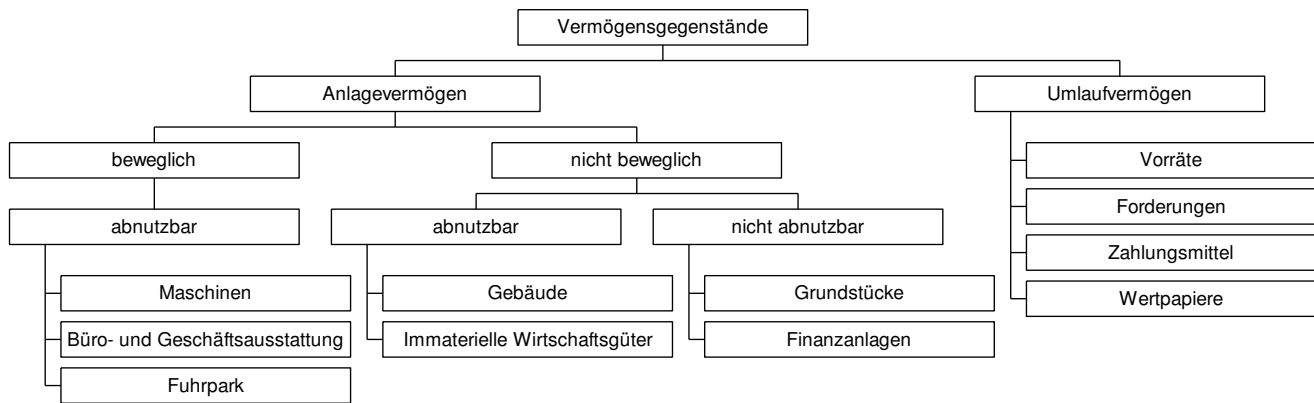 Vermögensgegenstände
Anlagevermögen
Umlaufvermögen
beweglich
nicht beweglich
Vorräte
Forderungen
abnutzbar
abnutzbar
nicht abnutzbar
Zahlungsmittel
Maschinen
Gebäude
Grundstücke
Wertpapiere
Büro- und Geschäftsausstattung
Immaterielle Wirtschaftsgüter
Finanzanlagen
Fuhrpark